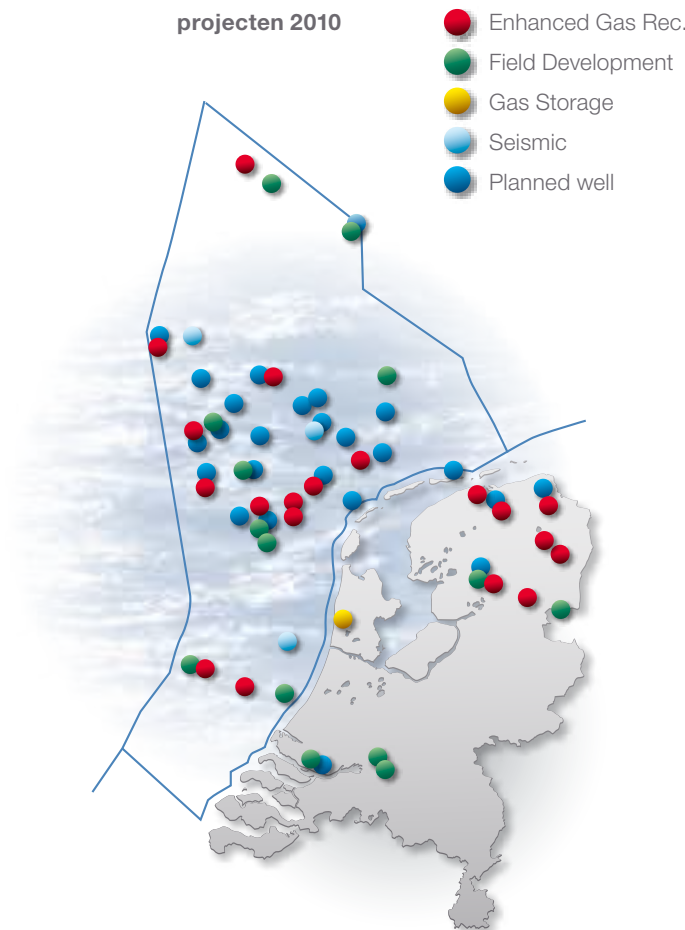 projecten 2010
Enhanced Gas Rec.
Field Development
Gas Storage
Seismic
Planned well